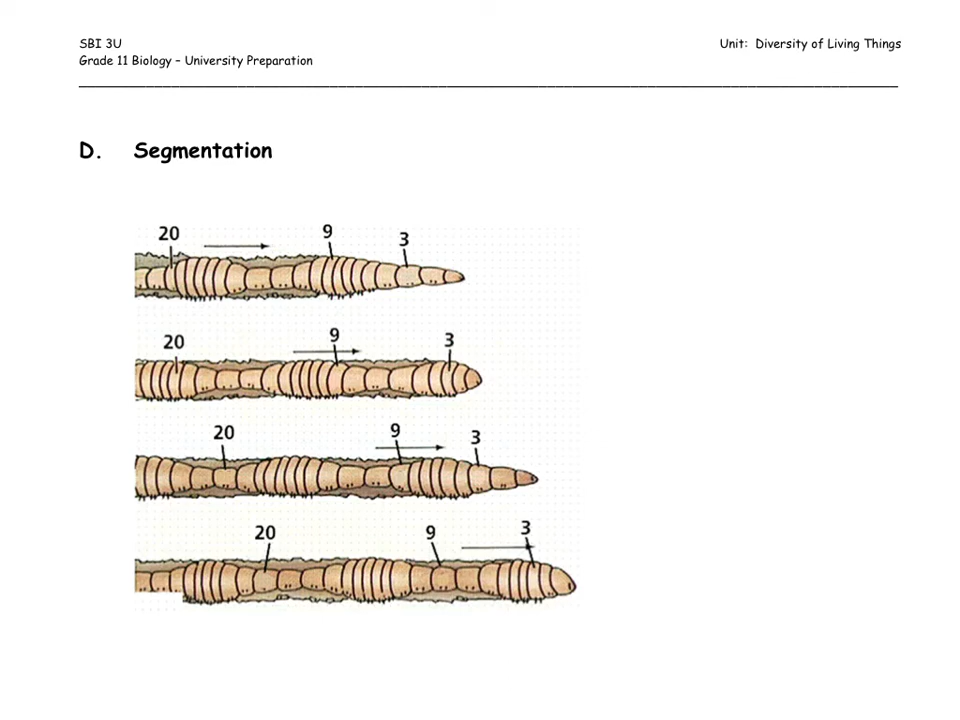 SBI 3U Unit: Diversity of Living Things
Grade 11 Biology – University Preparation
D. Segmentation
20 9 3
20 9 3
20 9 3
20 9 3